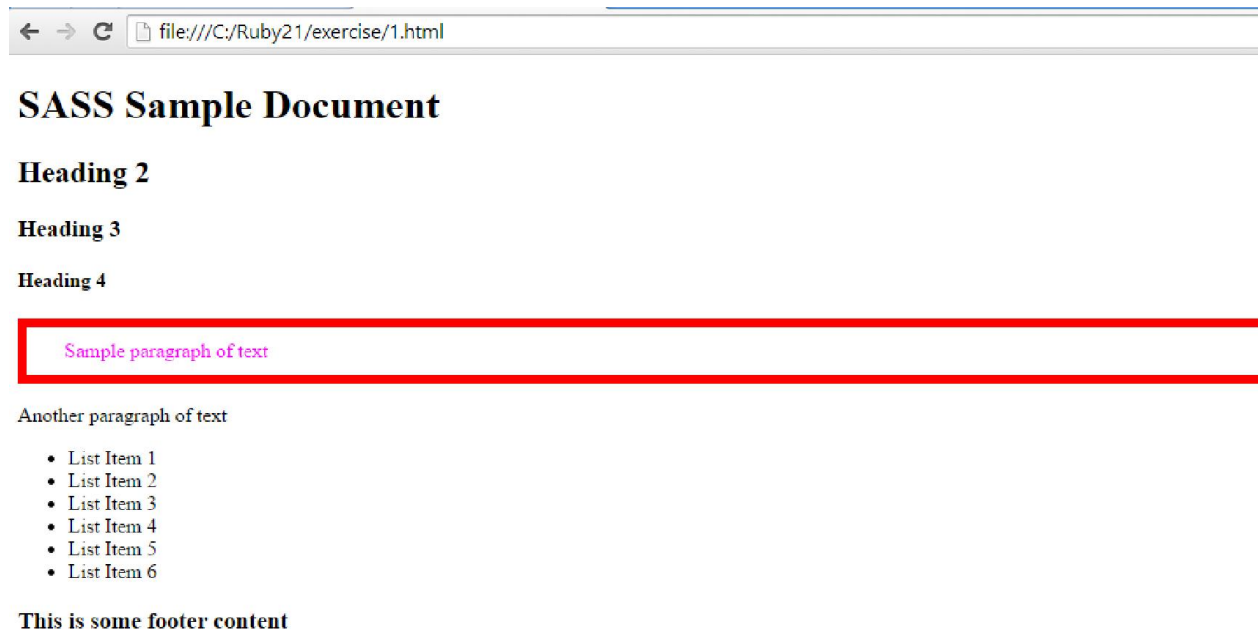 file:///C:/Ruby21/exercise/1.html
SASS Sample Document
Heading 2
Heading 3
Heading 4
Sample paragraph of text
Another paragraph of text
List Item 1
List Item 2
List Item 3
List Item 4
List Item 5
List Item 6
This is some footer content